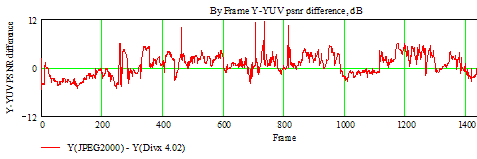 By Frame Y-YUV psnr difference, dB
Y-YUV PSNR difference
12
0
−12
0 200 400 600 800 1000 1200 1400
Frame
Y(JPEG2000) - Y(Divx 4.02)